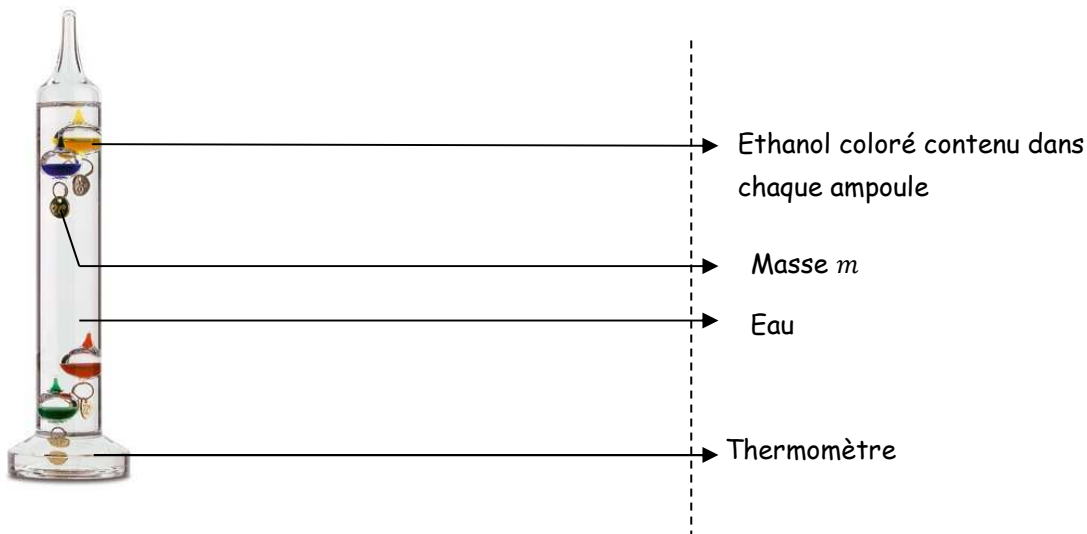 Ethanol coloré contenu dans
chaque ampoule
Masse m
Eau
Thermomètre